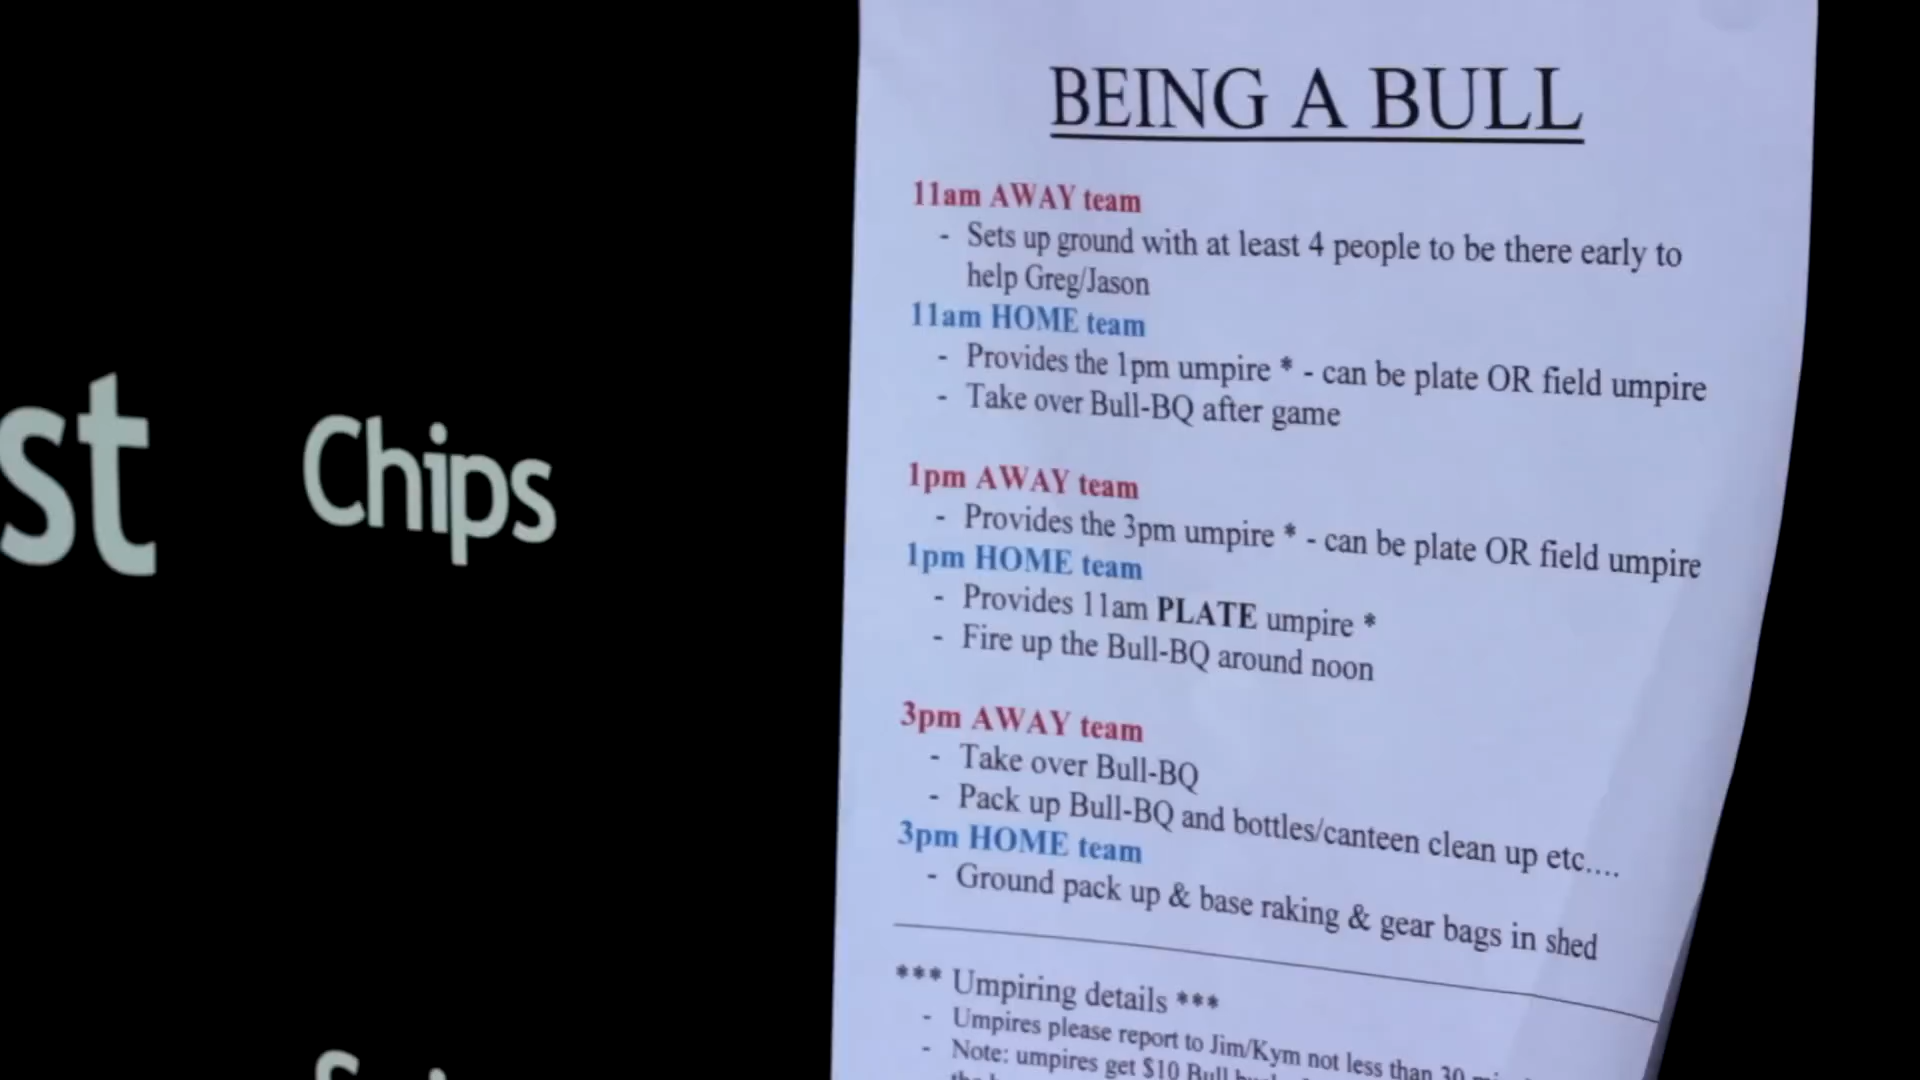 st
Chips
BEING A BULL
11am AWAY team
- Sets up ground with at least 4 people to be there early to
help Greg/Jason
11am HOME team
- Provides the 1pm umpire * - can be plate OR field umpire
- Take over Bull-BQ after game
1pm AWAY team
- Provides the 3pm umpire * - can be plate OR field umpire
1pm HOME team
- Provides 11am PLATE umpire *
- Fire up the Bull-BQ around noon
3pm AWAY team
- Take over Bull-BQ
- Pack up Bull-BQ and bottles/canteen clean up etc....
3pm HOME team
- Ground pack up & base raking & gear bags in shed
*** Umpiring details ***
- Umpires please report to Jim/Kym not less than 30
- Note: umpires get $10 Bull